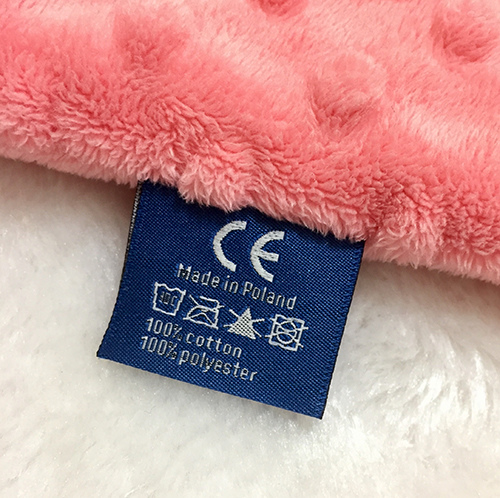 CE
Made in Poland
100% cotton
100% polyester